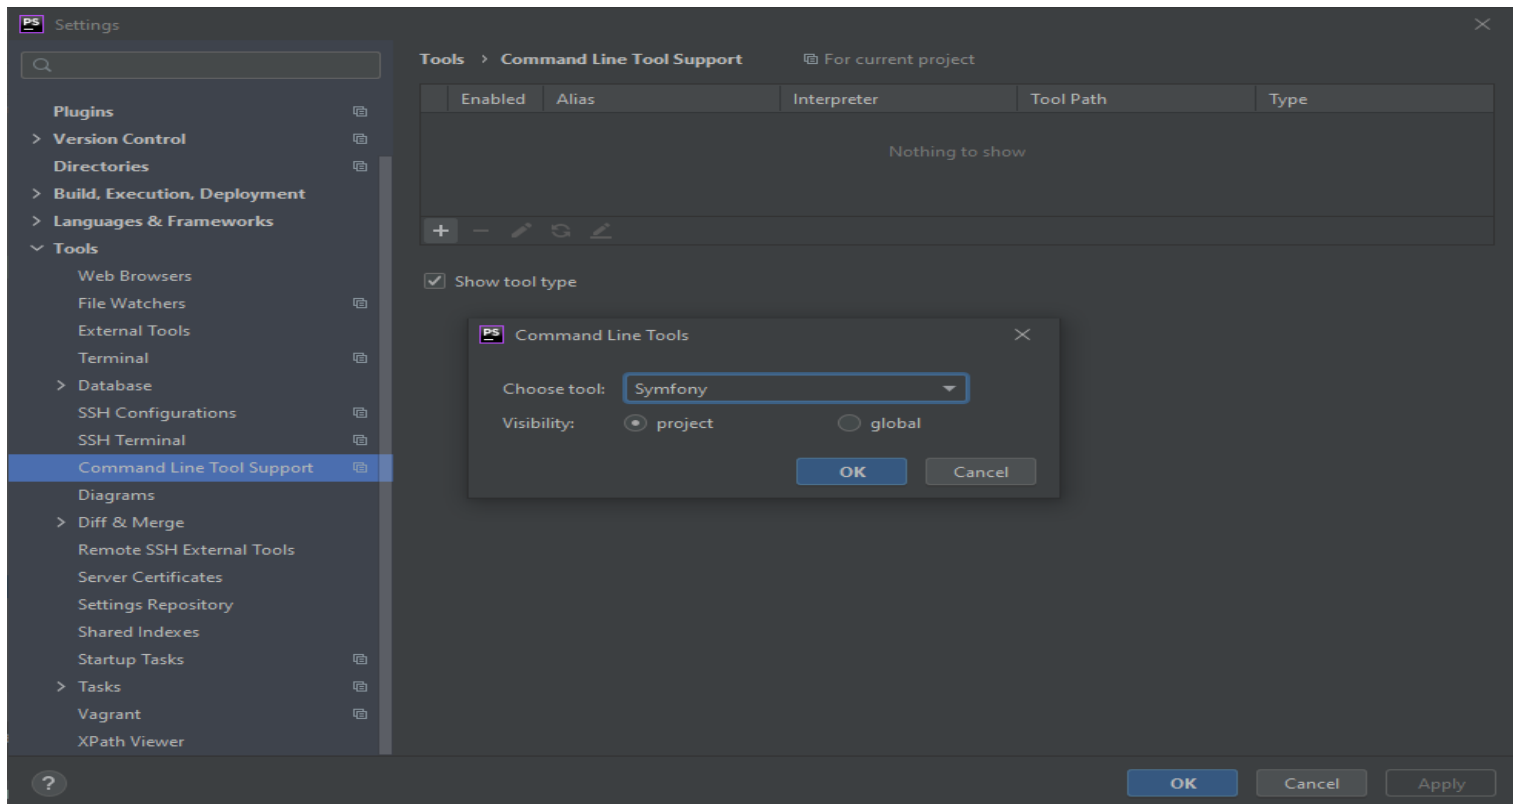 PS Settings
Plugins
Version Control
Directories
Build, Execution, Deployment
Languages & Frameworks
Tools
Web Browsers
File Watchers
External Tools
Terminal
Database
SSH Configurations
SSH Terminal
Command Line Tool Support
Diagrams
Diff & Merge
Remote SSH External Tools
Server Certificates
Settings Repository
Shared Indexes
Startup Tasks
Tasks
Vagrant
XPath Viewer
?
Tools › Command Line Tool Support For current project
Enabled Alias Interpreter Tool Path Type
Nothing to show
Show tool type
PS Command Line Tools
Choose tool: Symfony
Visibility: project global
OK Cancel
OK Cancel Apply